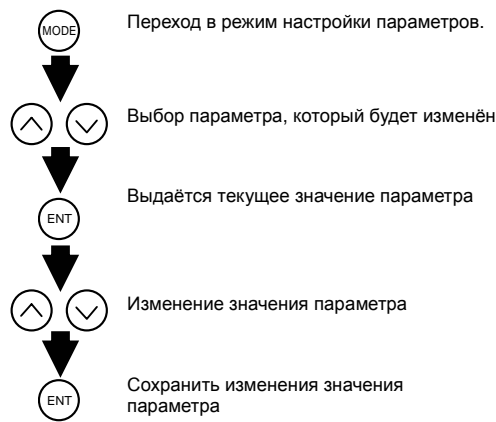 MODE Переход в режим настройки параметров.
Выбор параметра, который будет изменён
Выдаётся текущее значение параметра
ENT
Изменение значения параметра
Сохранить изменения значения
ENT
параметра